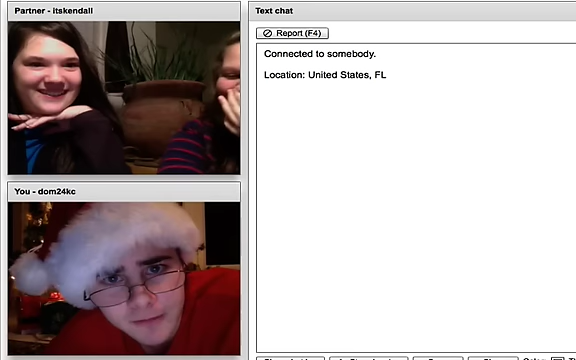 Partner - itskendall
Text chat
Report (F4)
Connected to somebody.
Location: United States, FL
You - dom24kc